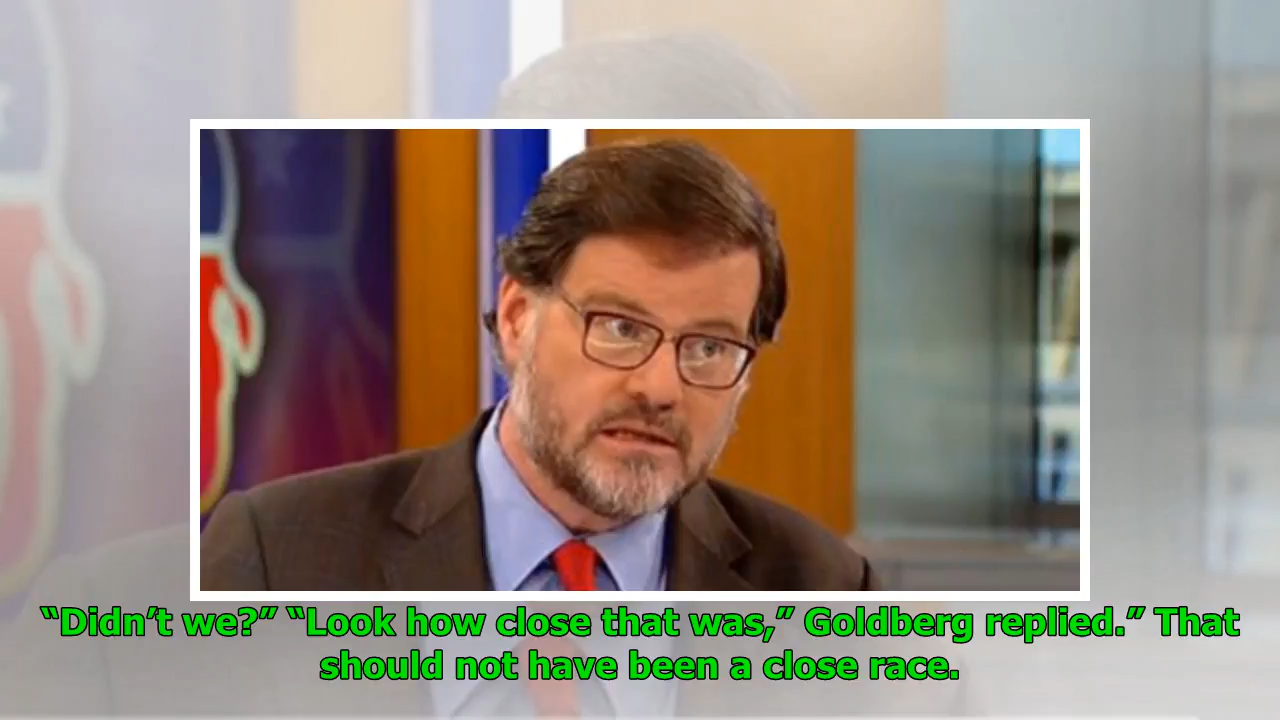 “Didn’t we?” “Look how close that was,” Goldberg replied.” That
should not have been a close race.